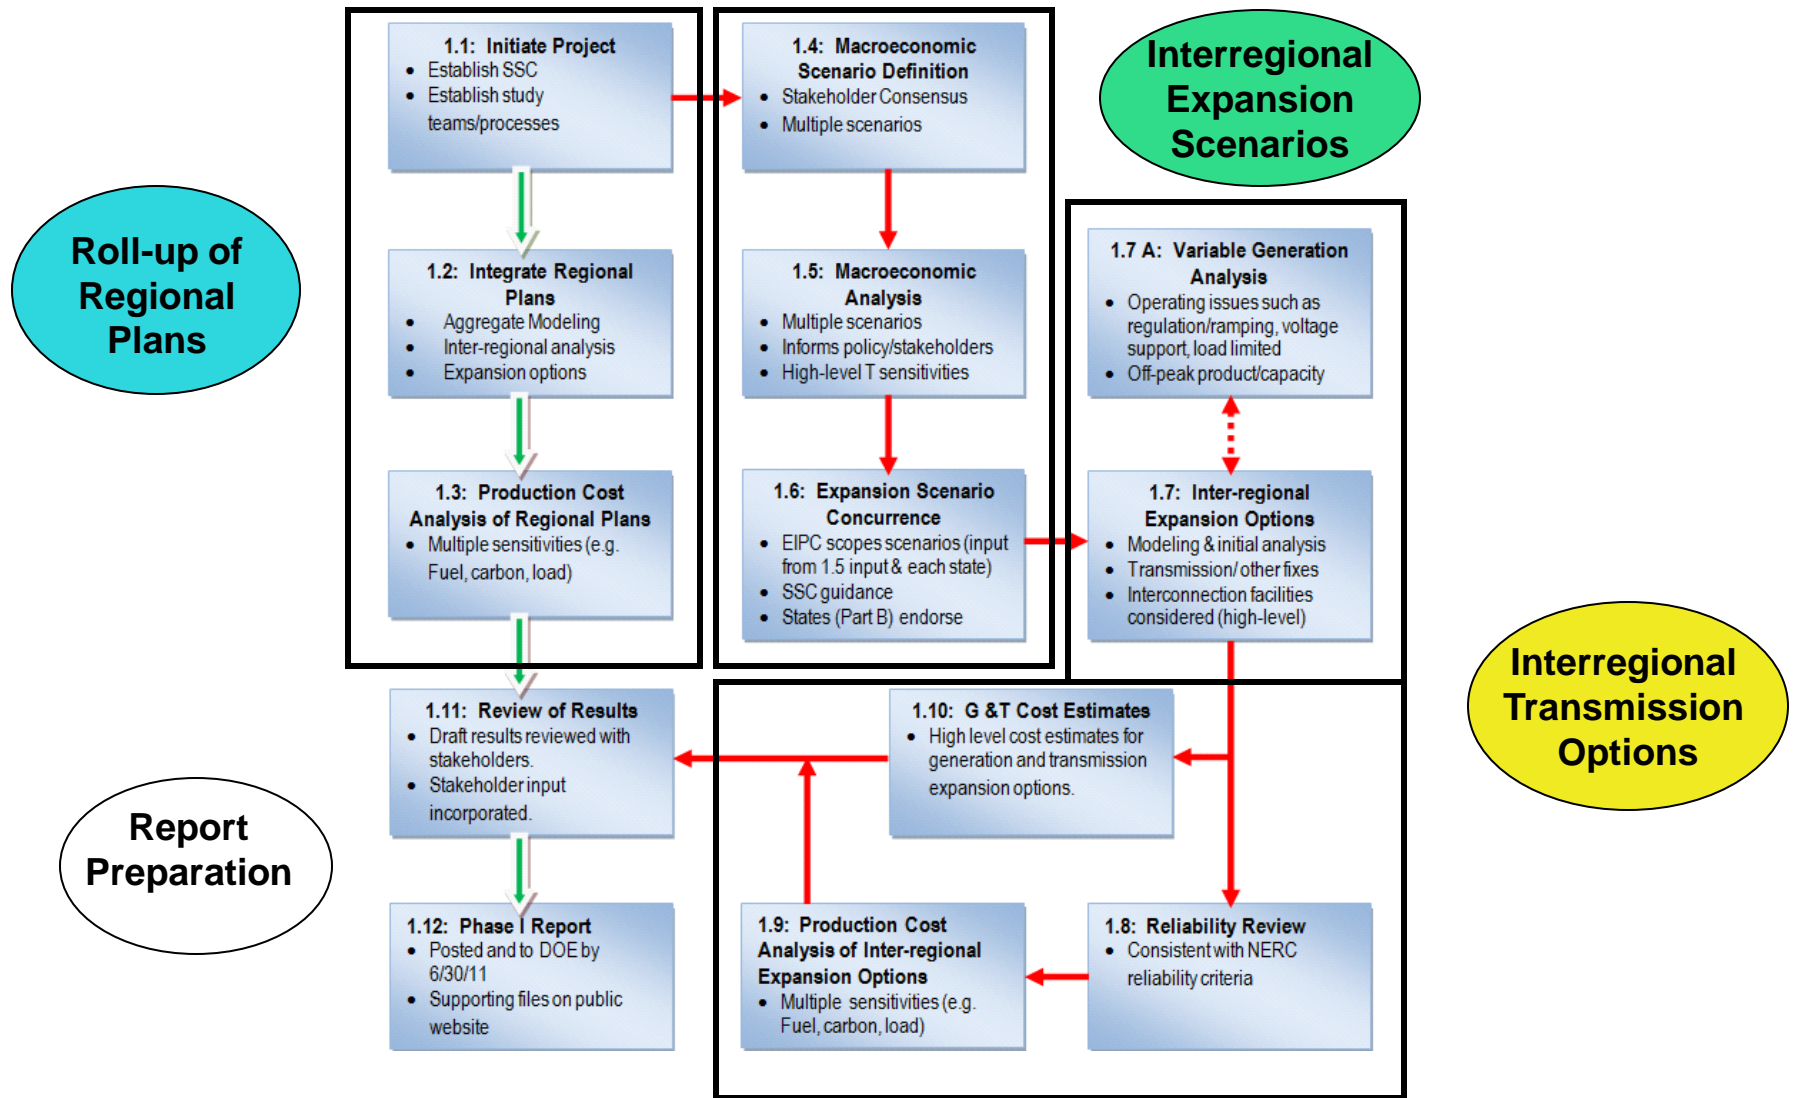 Roll-up of
Regional
Plans
1.1: Initiate Project
• Establish SSC
• Establish study
teams/processes
1.2: Integrate Regional
Plans
• Aggregate Modeling
• Inter-regional analysis
• Expansion options
1.3: Production Cost
Analysis of Regional Plans
• Multiple sensitivities (e.g.
Fuel, carbon, load)
1.4: Macroeconomic
Scenario Definition
• Stakeholder Consensus
• Multiple scenarios
1.5: Macroeconomic
Analysis
• Multiple scenarios
• Informs policy/stakeholders
• High-level T sensitivities
1.6: Expansion Scenario
Concurrence
• EIPC scopes scenarios (input
from 1.5 input & each state)
• SSC guidance
• States (Part B) endorse
Interregional
Expansion
Scenarios
1.7 A: Variable Generation
Analysis
• Operating issues such as
regulation/ramping, voltage
support, load limited
• Off-peak product/capacity
1.7: Inter-regional
Expansion Options
• Modeling & initial analysis
• Transmission/ other fixes
• Interconnection facilities
considered (high-level)
Interregional
Transmission
Options
1.10: G &T Cost Estimates
• High level cost estimates for
generation and transmission
expansion options.
1.8: Reliability Review
• Consistent with NERC
reliability criteria
1.9: Production Cost
Analysis of Inter-regional
Expansion Options
• Multiple sensitivities (e.g.
Fuel, carbon, load)
Report
Preparation
1.11: Review of Results
• Draft results reviewed with
stakeholders.
• Stakeholder input
incorporated.
1.12: Phase I Report
• Posted and to DOE by
6/30/11
• Supporting files on public
website